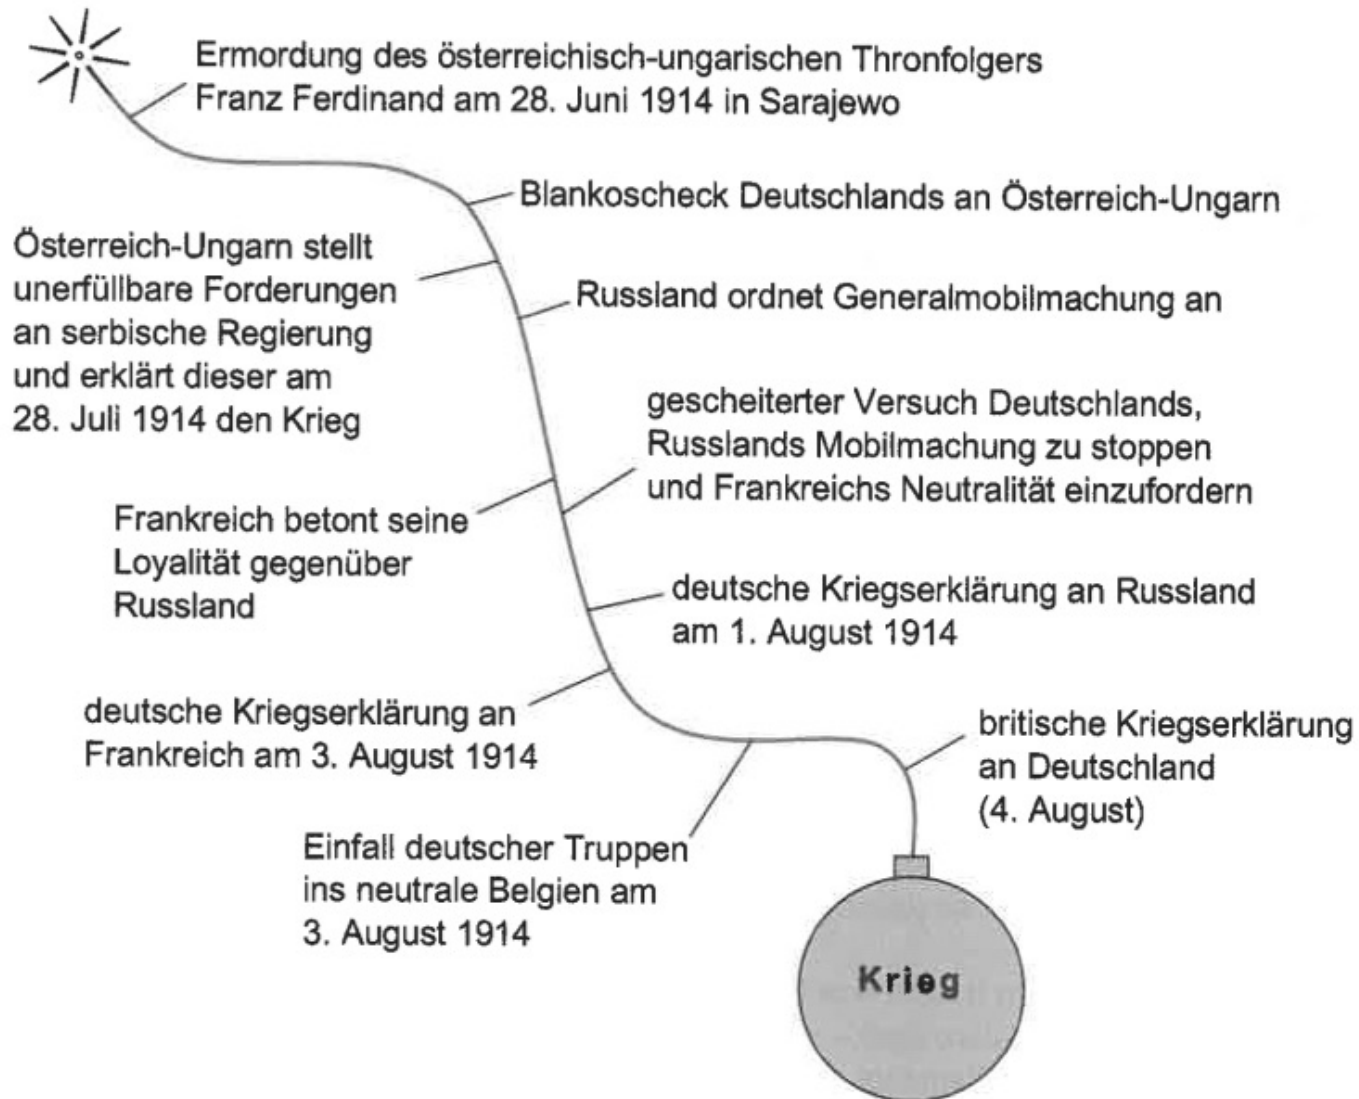 Ermordung des österreichisch-ungarischen Thronfolgers
Franz Ferdinand am 28. Juni 1914 in Sarajewo
Blankoscheck Deutschlands an Österreich-Ungarn
Österreich-Ungarn stellt
unerfüllbare Forderungen
an serbische Regierung
und erklärt dieser am
28. Juli 1914 den Krieg
Russland ordnet Generalmobilmachung an
gescheiterter Versuch Deutschlands,
Russlands Mobilmachung zu stoppen
und Frankreichs Neutralität einzufordern
Frankreich betont seine
Loyalität gegenüber
Russland
deutsche Kriegserklärung an Russland
am 1. August 1914
deutsche Kriegserklärung an
Frankreich am 3. August 1914
britische Kriegserklärung
an Deutschland
(4. August)
Einfall deutscher Truppen
ins neutrale Belgien am
3. August 1914
Krieg